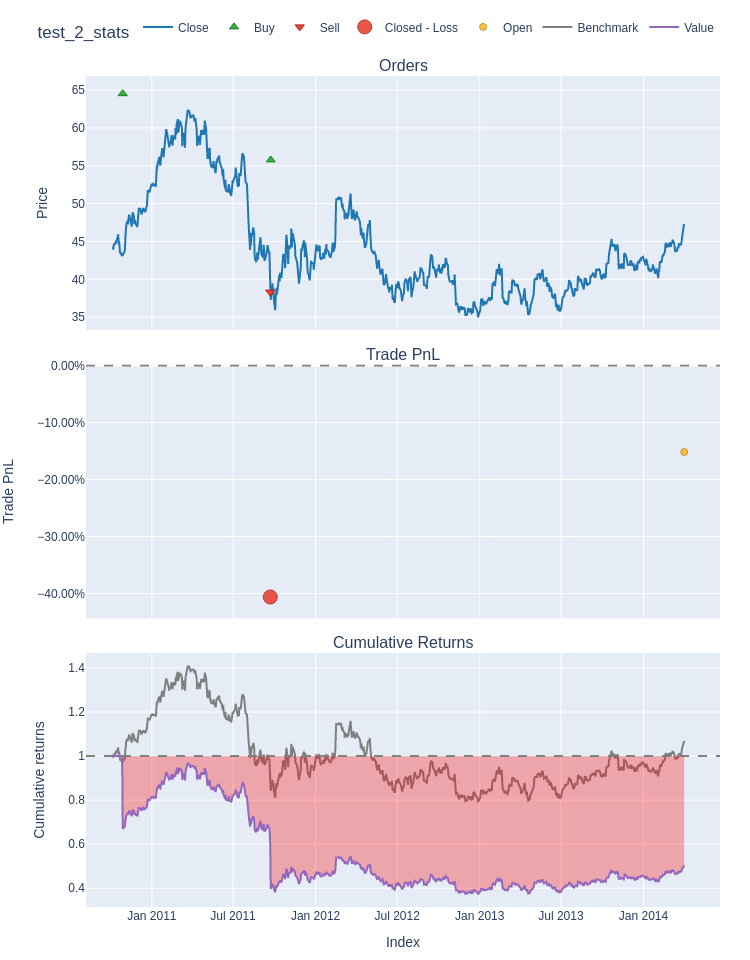 test_2_stats
Close
Buy
Sell
Closed - Loss
Open
Benchmark
Value
Orders
Price
65
60
55
50
45
40
35
Trade PnL
Trade PnL
0.00%
−10.00%
−20.00%
−30.00%
−40.00%
Cumulative Returns
Cumulative returns
1.4
1.2
1
0.8
0.6
0.4
Jan 2011
Jul 2011
Jan 2012
Jul 2012
Jan 2013
Jul 2013
Jan 2014
Index